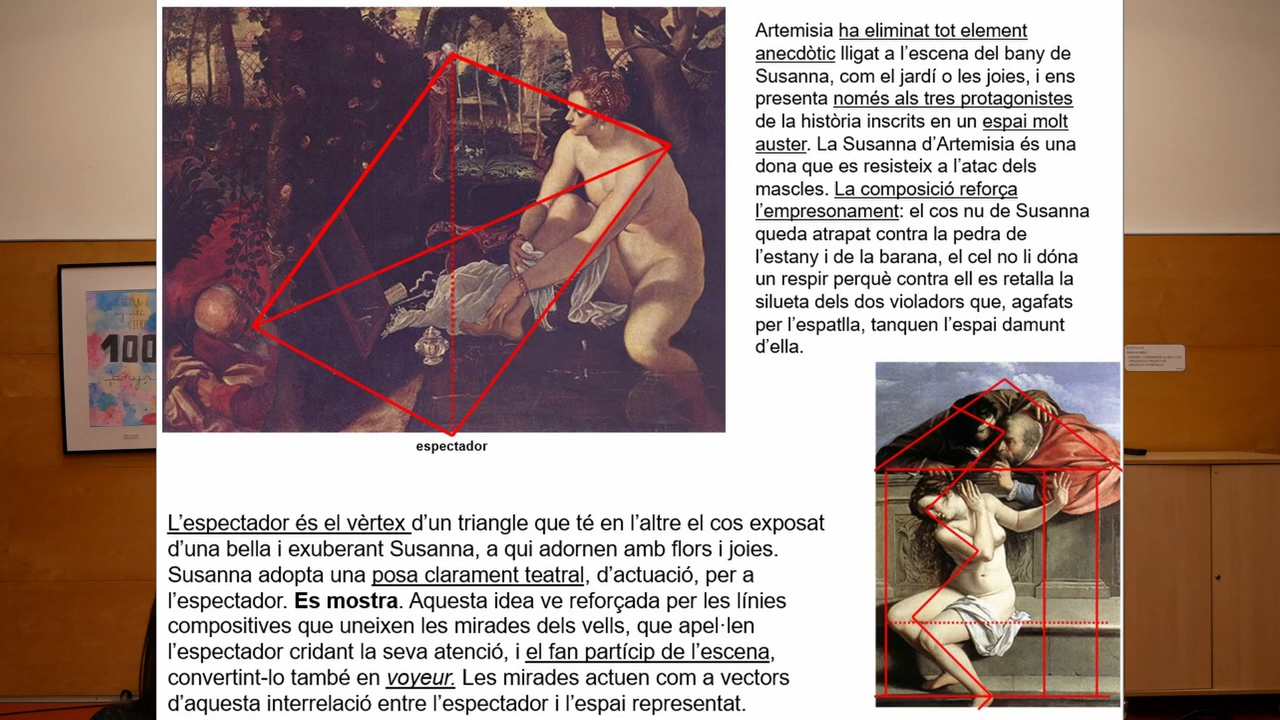 Artemisia ha eliminat tot element
anecdòtic lligat a l’escena del bany de
Susanna, com el jardí o les joies, i ens
presenta només als tres protagonistes
de la història inscrits en un espai molt
auster. La Susanna d’Artemisia és una
dona que es resisteix a l’atac dels
mascles. La composició reforça
l’empresonament: el cos nu de Susanna
queda atrapat contra la pedra de
l’estany i de la barana, el cel no li dóna
un respir perquè contra ell es retalla la
silueta dels dos violadors que, agafats
per l’espatlla, tanquen l’espai damunt
d’ella.
espectador
L’espectador és el vèrtex d’un triangle que té en l’altre el cos exposat
d’una bella i exuberant Susanna, a qui adornen amb flors i joies.
Susanna adopta una posa clarament teatral, d’actuació, per a
l’espectador. Es mostra. Aquesta idea ve reforçada per les línies
compositives que uneixen les mirades dels vells, que apel·len
l’espectador cridant la seva atenció, i el fan partícip de l’escena,
convertint-lo també en voyeur. Les mirades actuen com a vectors
d’aquesta interrelació entre l’espectador i l’espai representat.
100